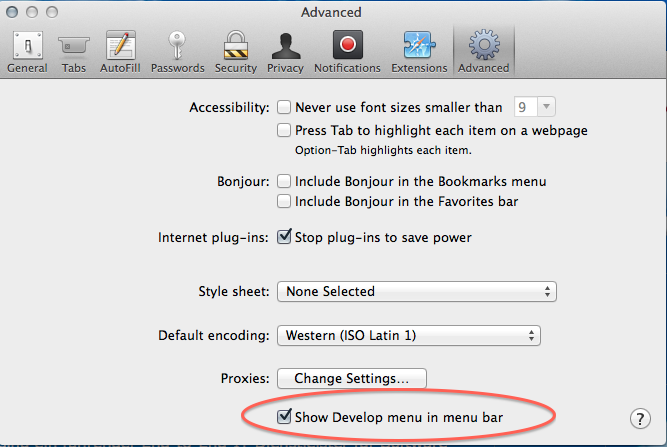 Advanced
General Tabs AutoFill Passwords Security Privacy Notifications Extensions Advanced
Accessibility: Never use font sizes smaller than 9
Press Tab to highlight each item on a webpage
Option-Tab highlights each item.
Bonjour: Include Bonjour in the Bookmarks menu
Include Bonjour in the Favorites bar
Internet plug-ins: Stop plug-ins to save power
Style sheet: None Selected
Default encoding: Western (ISO Latin 1)
Proxies: Change Settings...
Show Develop menu in menu bar
?